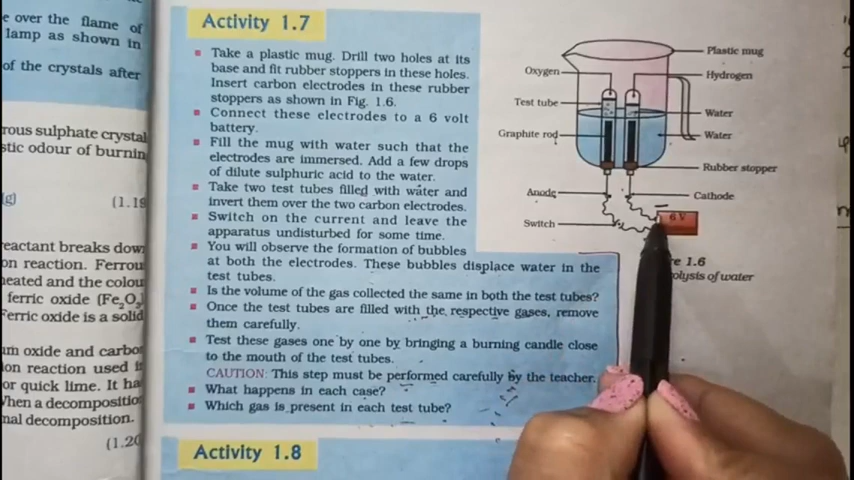 e over the flame of
lamp as shown in
of the crystals after
rous sulphate crystal
stic odour of burnin
(g) (1.19
reactant breaks down
on reaction. Ferrou
heated and the colou
ferric oxide (Fe₂O₃)
Ferric oxide is a solid
um oxide and carbo
ion reaction used i
or quick lime. It ha
When a decomposition
nal decomposition.
(1.20
Activity 1.7
Take a plastic mug. Drill two holes at its
base and fit rubber stoppers in these holes.
Insert carbon electrodes in these rubber
stoppers as shown in Fig. 1.6.
Connect these electrodes to a 6 volt
battery.
Fill the mug with water such that the
electrodes are immersed. Add a few drops
of dilute sulphuric acid to the water.
Take two test tubes filled with water and
invert them over the two carbon electrodes.
Switch on the current and leave the
apparatus undisturbed for some time.
You will observe the formation of bubbles
at both the electrodes. These bubbles displace water in the
test tubes.
Is the volume of the gas collected the same in both the test tubes?
Once the test tubes are filled with the respective gases, remove
them carefully.
Test these gases one by one by bringing a burning candle close
to the mouth of the test tubes.
CAUTION: This step must be performed carefully by the teacher.
What happens in each case?
Which gas is present in each test tube?
Plastic mug
Oxygen
Hydrogen
Test tube
Water
Graphite rod
Water
Rubber stopper
Anode
Cathode
Switch
6 V
re 1.6
olysis of water
Activity 1.8